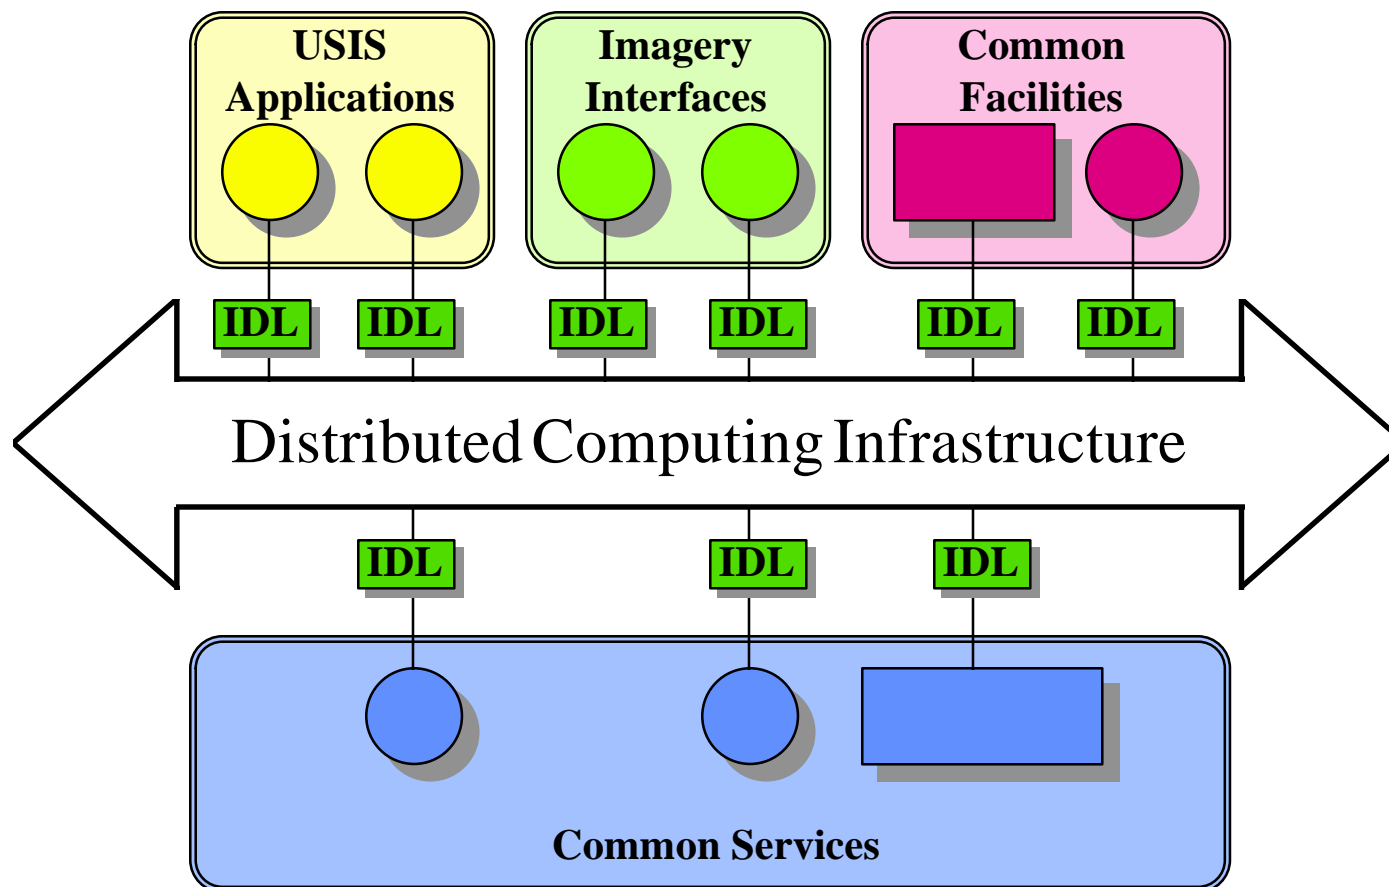 USIS
Applications
Imagery
Interfaces
Common
Facilities
IDL IDL IDL IDL IDL IDL
Distributed Computing Infrastructure
IDL IDL IDL
Common Services